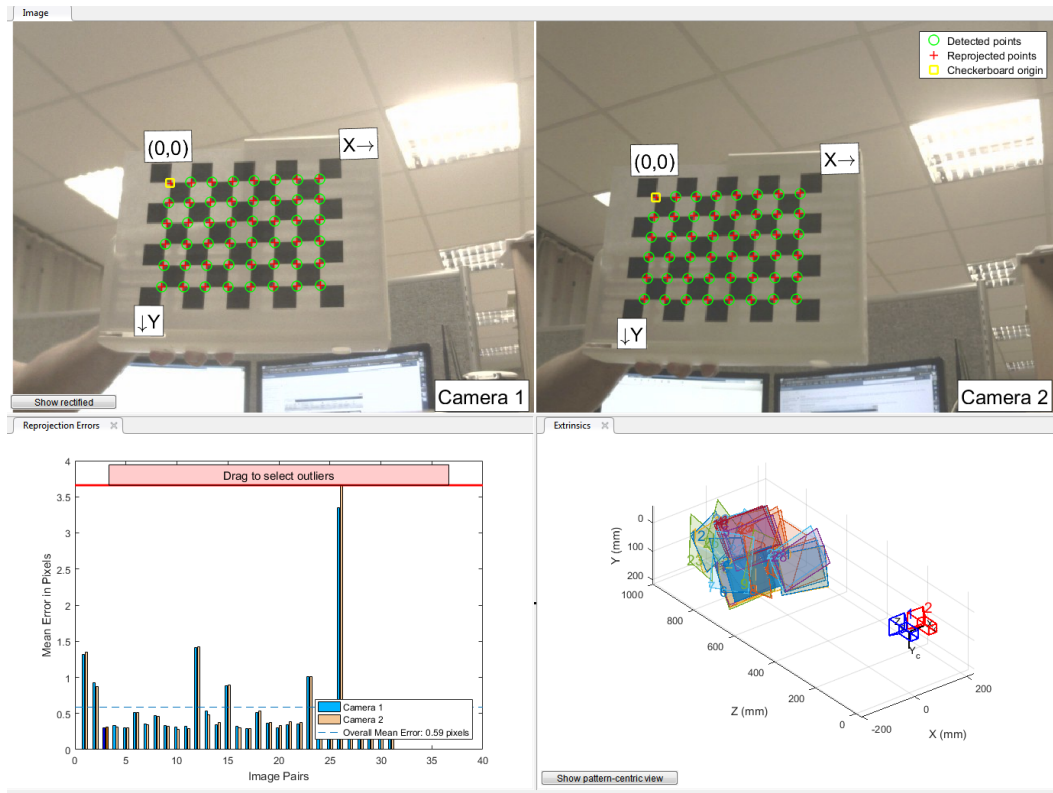 Image
Detected points
Reprojected points
Checkerboard origin
(0,0)
X→
↓Y
Camera 1
Show rectified
(0,0)
X→
↓Y
Camera 2
Reprojection Errors
Drag to select outliers
4
3.5
3
2.5
2
1.5
1
0.5
0
Mean Error in Pixels
0 5 10 15 20 25 30 35 40
Image Pairs
Camera 1
Camera 2
Overall Mean Error: 0.59 pixels
Extrinsics
Y (mm)
0
100
200
1000
800
600
400
200
0
Z (mm)
-200
0
200
X (mm)
1
2
Yc
Show pattern-centric view